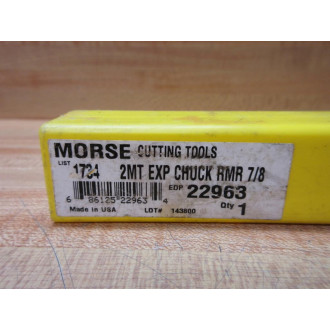 MORSE CUTTING TOOLS
LIST 1734 2MT EXP CHUCK RMR 7/8
EDP 22963
6 86125 22963 4 Qty 1
Made in USA LOT# 143800